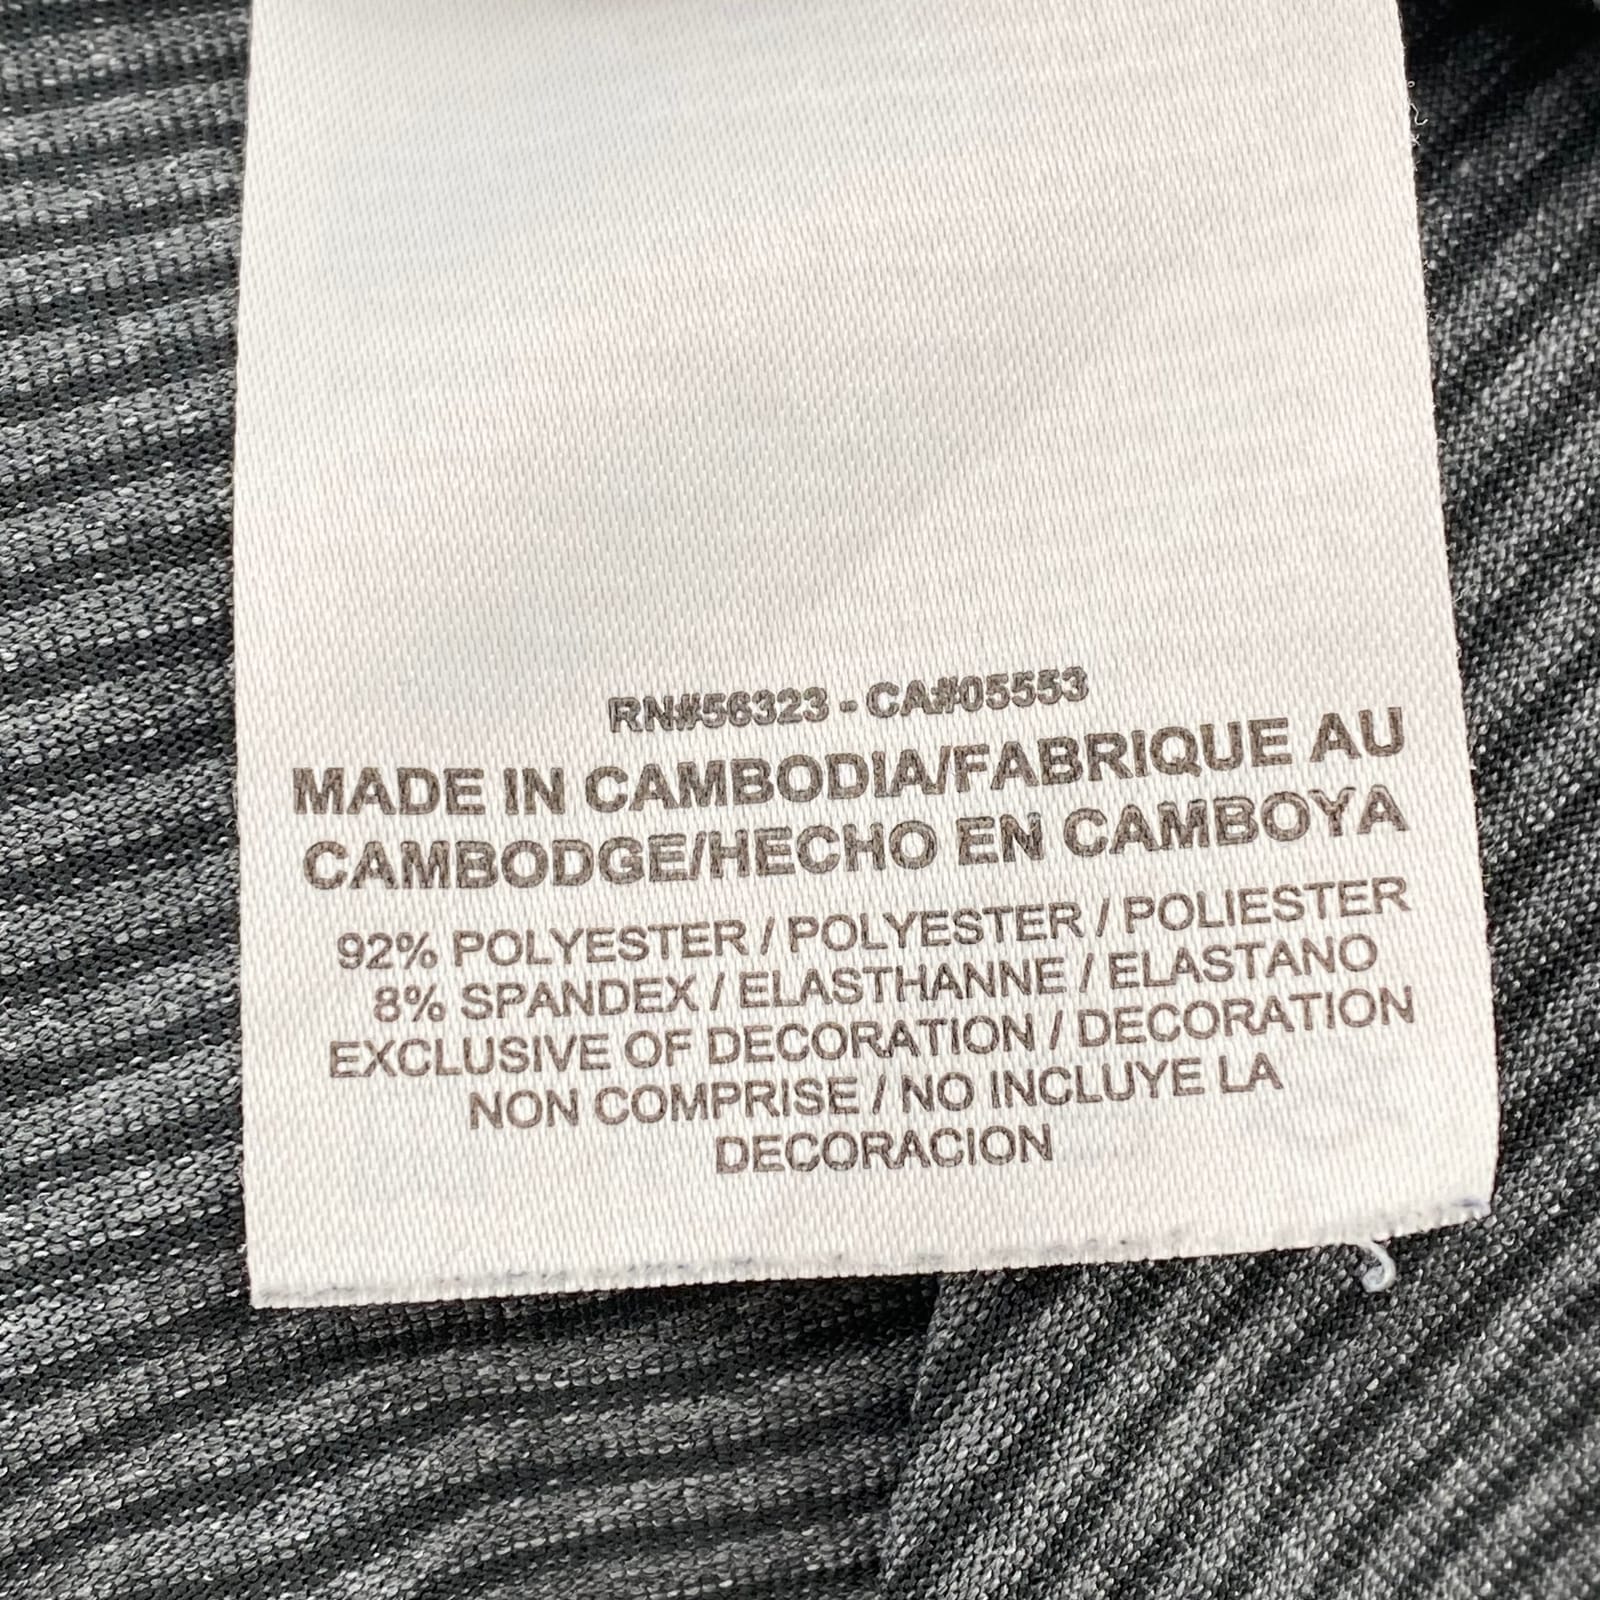 RN#56323 - CA#05553
MADE IN CAMBODIA/FABRIQUE AU
CAMBODGE/HECHO EN CAMBOYA
92% POLYESTER / POLYESTER / POLIESTER
8% SPANDEX / ELASTHANNE / ELASTANO
EXCLUSIVE OF DECORATION / DECORATION
NON COMPRISE / NO INCLUYE LA
DECORACION